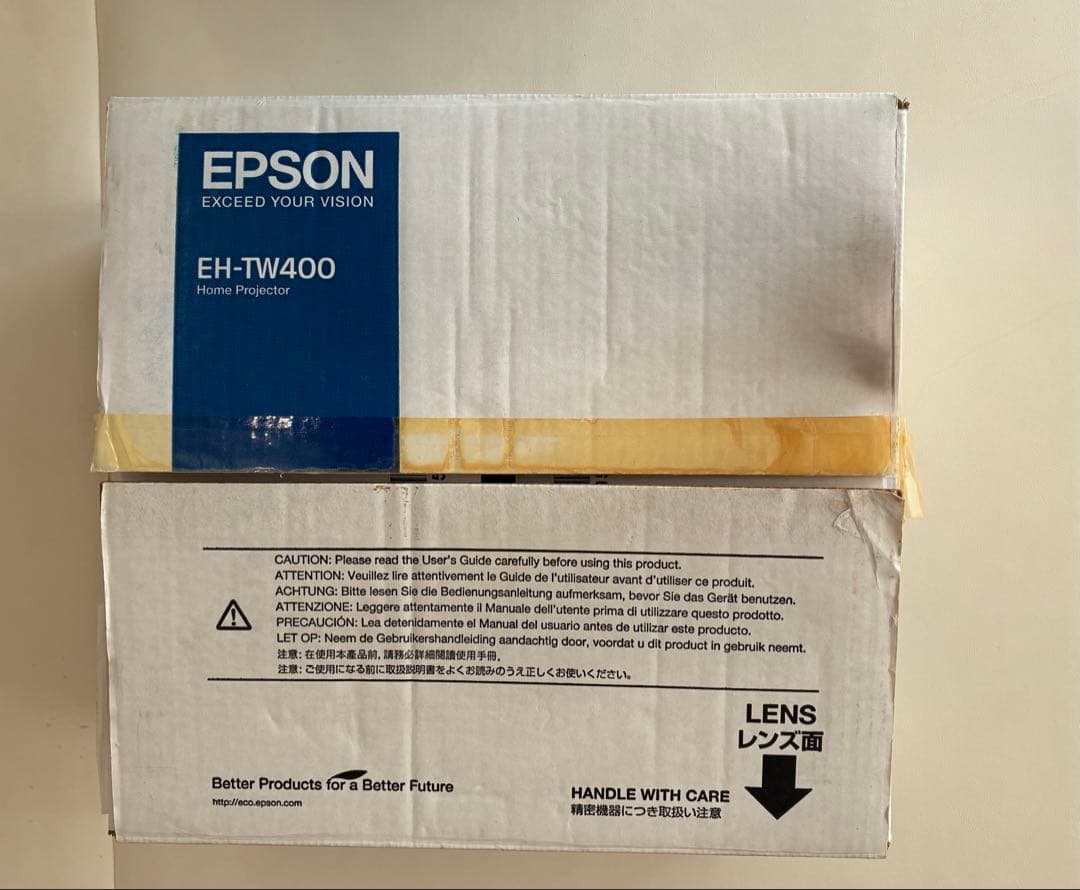 EPSON
EXCEED YOUR VISION
EH-TW400
Home Projector
CAUTION: Please read the User's Guide carefully before using this product.
ATTENTION: Veuillez lire attentivement le Guide de l'utilisateur avant d'utiliser ce produit.
ACHTUNG: Bitte lesen Sie die Bedienungsanleitung aufmerksam, bevor Sie das Gerät benutzen.
ATTENZIONE: Leggere attentamente il Manuale dell'utente prima di utilizzare questo prodotto.
PRECAUCIÓN: Lea detenidamente el Manual del usuario antes de utilizar este producto.
LET OP: Neem de Gebruikershandleiding aandachtig door, voordat u dit product in gebruik neemt.
注意: 在使用本產品前, 請務必詳細閱讀使用手冊。
注意: ご使用になる前に取扱説明書をよくお読みのうえ正しくお使いください。
LENS
レンズ面
Better Products for a Better Future
http://eco.epson.com
HANDLE WITH CARE
精密機器につき取扱い注意